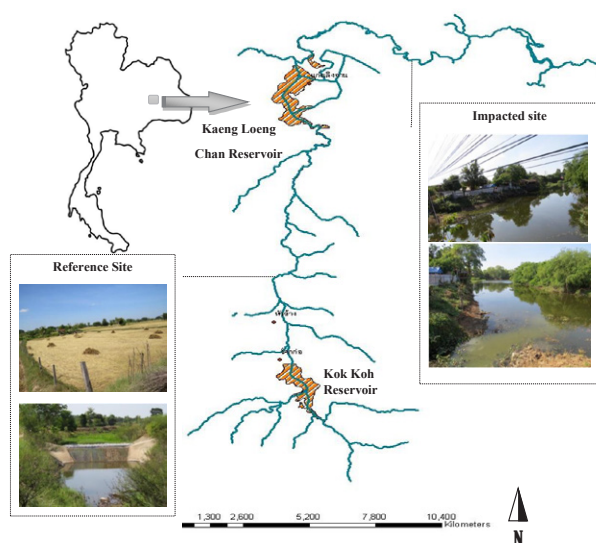 Kaeng Loeng
Chan Reservoir
Impacted site
Reference Site
Kok Koh
Reservoir
1,300 2,600 5,200 7,800 10,400
Kilometers
N